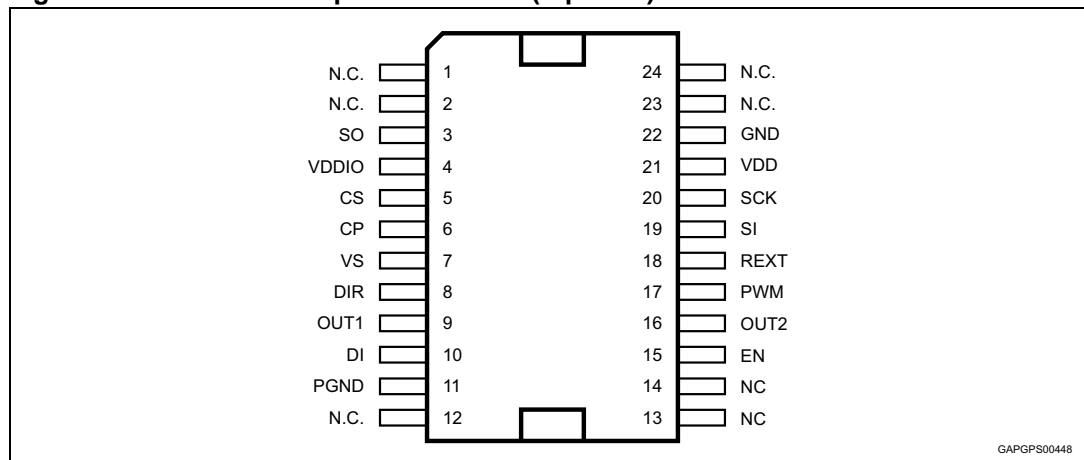 N.C. 1 24 N.C.
N.C. 2 23 N.C.
SO 3 22 GND
VDDIO 4 21 VDD
CS 5 20 SCK
CP 6 19 SI
VS 7 18 REXT
DIR 8 17 PWM
OUT1 9 16 OUT2
DI 10 15 EN
PGND 11 14 NC
N.C. 12 13 NC
GAPGPS00448